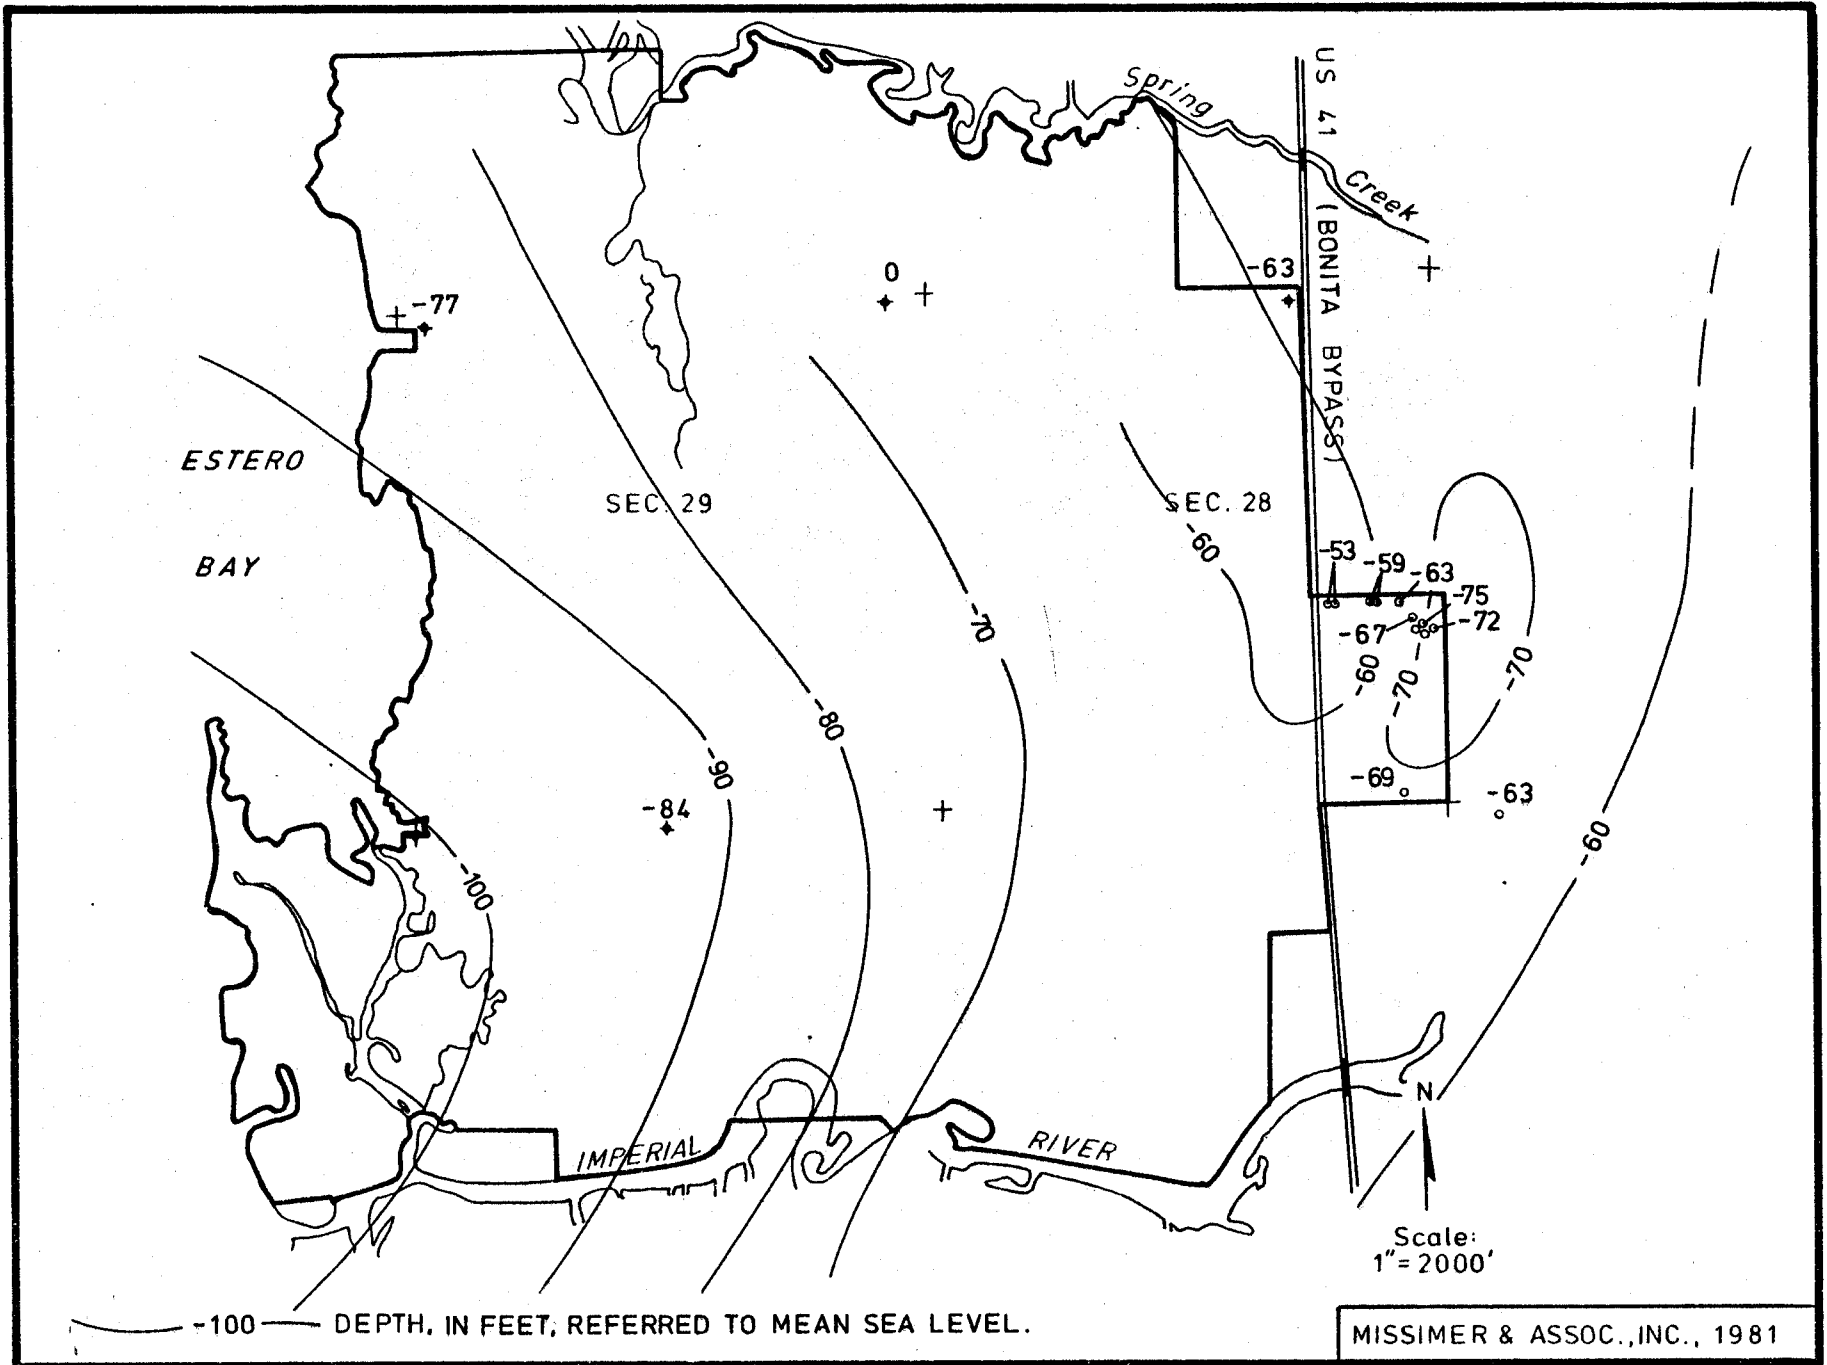 Spring
Creek
US 41 (BONITA BYPASS)
-63
0
-77
ESTERO
BAY
SEC. 29
SEC. 28
-60
-53
-59
-63
-75
-67
-72
-60
-70
-70
-70
-80
-90
-69
-63
-84
-60
-100
N
IMPERIAL
RIVER
Scale:
1"=2000'
-100 DEPTH, IN FEET, REFERRED TO MEAN SEA LEVEL.
MISSIMER & ASSOC.,INC., 1981